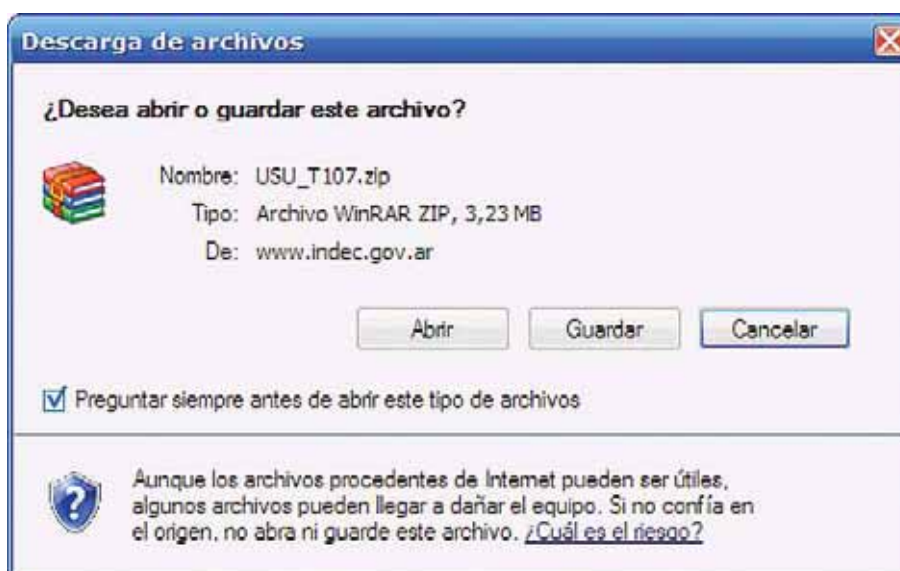 Descarga de archivos
¿Desea abrir o guardar este archivo?
Nombre: USU_T107.zip
Tipo: Archivo WinRAR ZIP, 3,23 MB
De: www.indec.gov.ar
Abrir Guardar Cancelar
Preguntar siempre antes de abrir este tipo de archivos
Aunque los archivos procedentes de Internet pueden ser útiles,
algunos archivos pueden llegar a dañar el equipo. Si no confía en
el origen, no abra ni guarde este archivo. ¿Cuál es el riesgo?